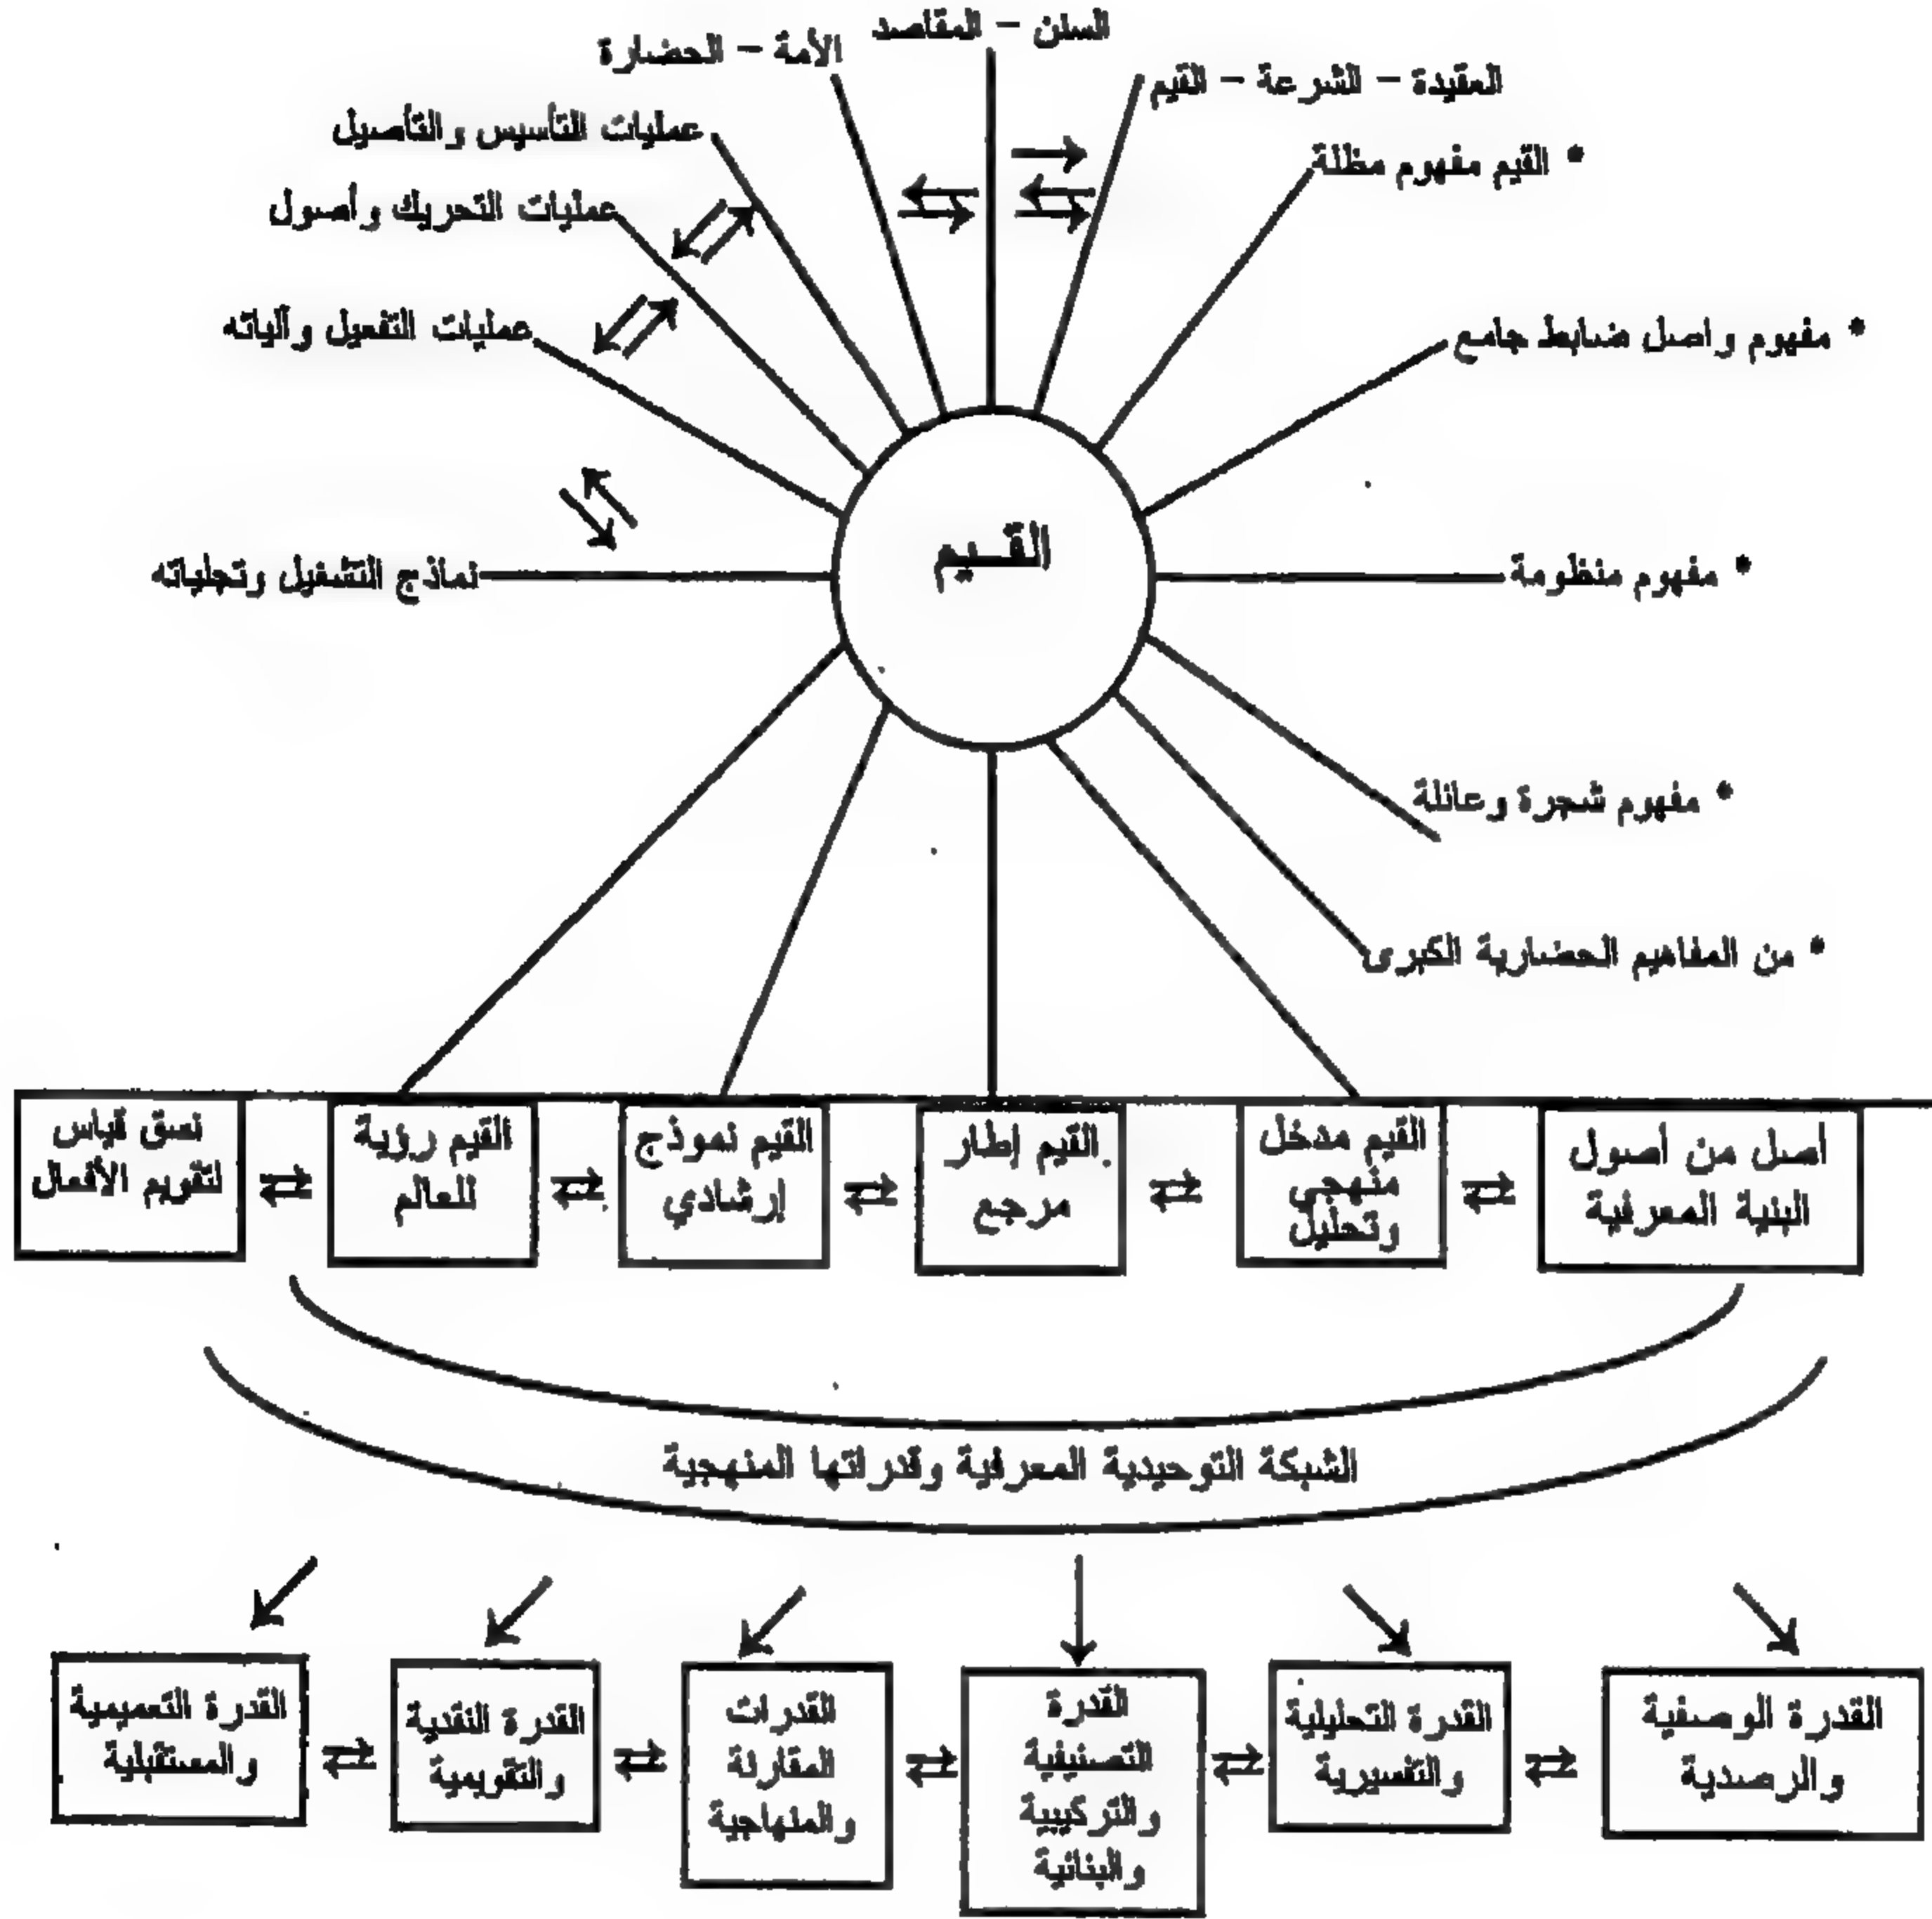 السنن - المقاصد
الأمة - الحضارة
العقيدة - الشرعة - القيم
عمليات التأسيس والتأصيل
* القيم مفهوم مظلة
عمليات التحريك وأصول
عمليات التفعيل وآلياته
* مفهوم واصل ضابط جامع
القـيم
نماذج التشغيل وتجلياته
* مفهوم منظومة
* مفهوم شجرة وعائلة
* من المفاهيم الحضارية الكبرى
أصل من أصول
البنية المعرفية
القيم مدخل
منهجي
وتحليل
القيم إطار
مرجع
القيم نموذج
إرشادي
القيم رؤية
للعالم
نسق قياس
لتقويم الأفعال
الشبكة التوحيدية المعرفية وقدراتها المنهجية
القدرة الوصفية
والرصدية
القدرة التحليلية
والتفسيرية
القدرة
التصنيفية
والتركيبية
والبنائية
القدرات
المقارنة
والمنهاجية
القدرة النقدية
والتقويمية
القدرة التعميمية
والمستقبلية